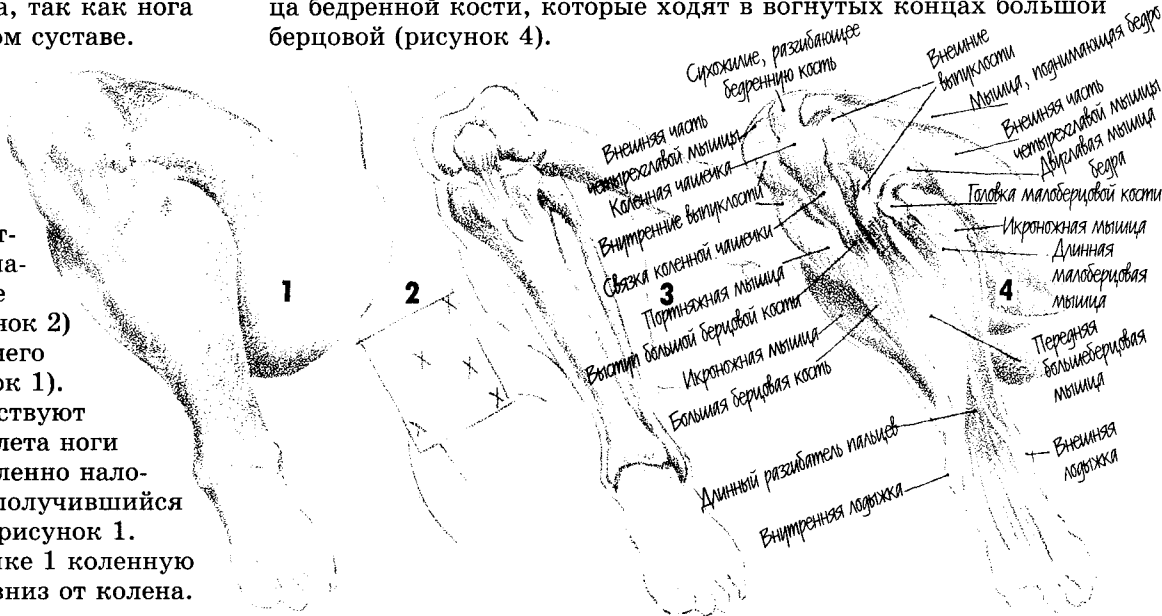 а, так как нога
ом суставе.
ца бедренной кости, которые ходят в вогнутых концах большой
берцовой (рисунок 4).
т-
ла-
е
нок 2)
него
ок 1).
ствуют
лета ноги
ленно нало-
получившийся
рисунок 1.
ке 1 коленную
вниз от колена.
1
2
3
4
Сухожилие, разгибающее
бедренную кость
Внешняя часть
четырехглавой мышцы
Коленная чашечка
Внутренние выпуклости
Связка коленной чашечки
Портняжная мышца
Выступ большой берцовой кости
Икроножная мышца
Большая берцовая кость
Длинный разгибатель пальцев
Внутренняя лодыжка
Внешние
выпуклости
Мышца, поднимающая бедро
Внешняя часть
четырехглавой мышцы
Двуглавая мышца
бедра
Головка малоберцовой кости
Икроножная мышца
Длинная
малоберцовая
мышца
Передняя
большеберцовая
мышца
Внешняя
лодыжка